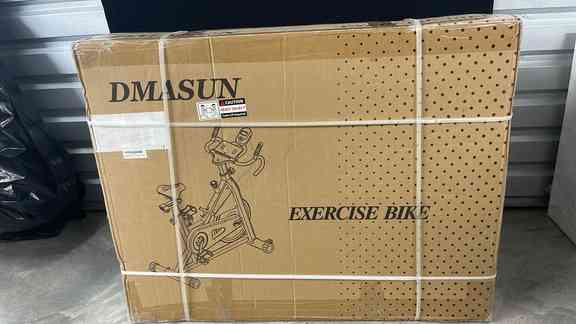 DMASUN
CAUTION
EXERCISE BIKE